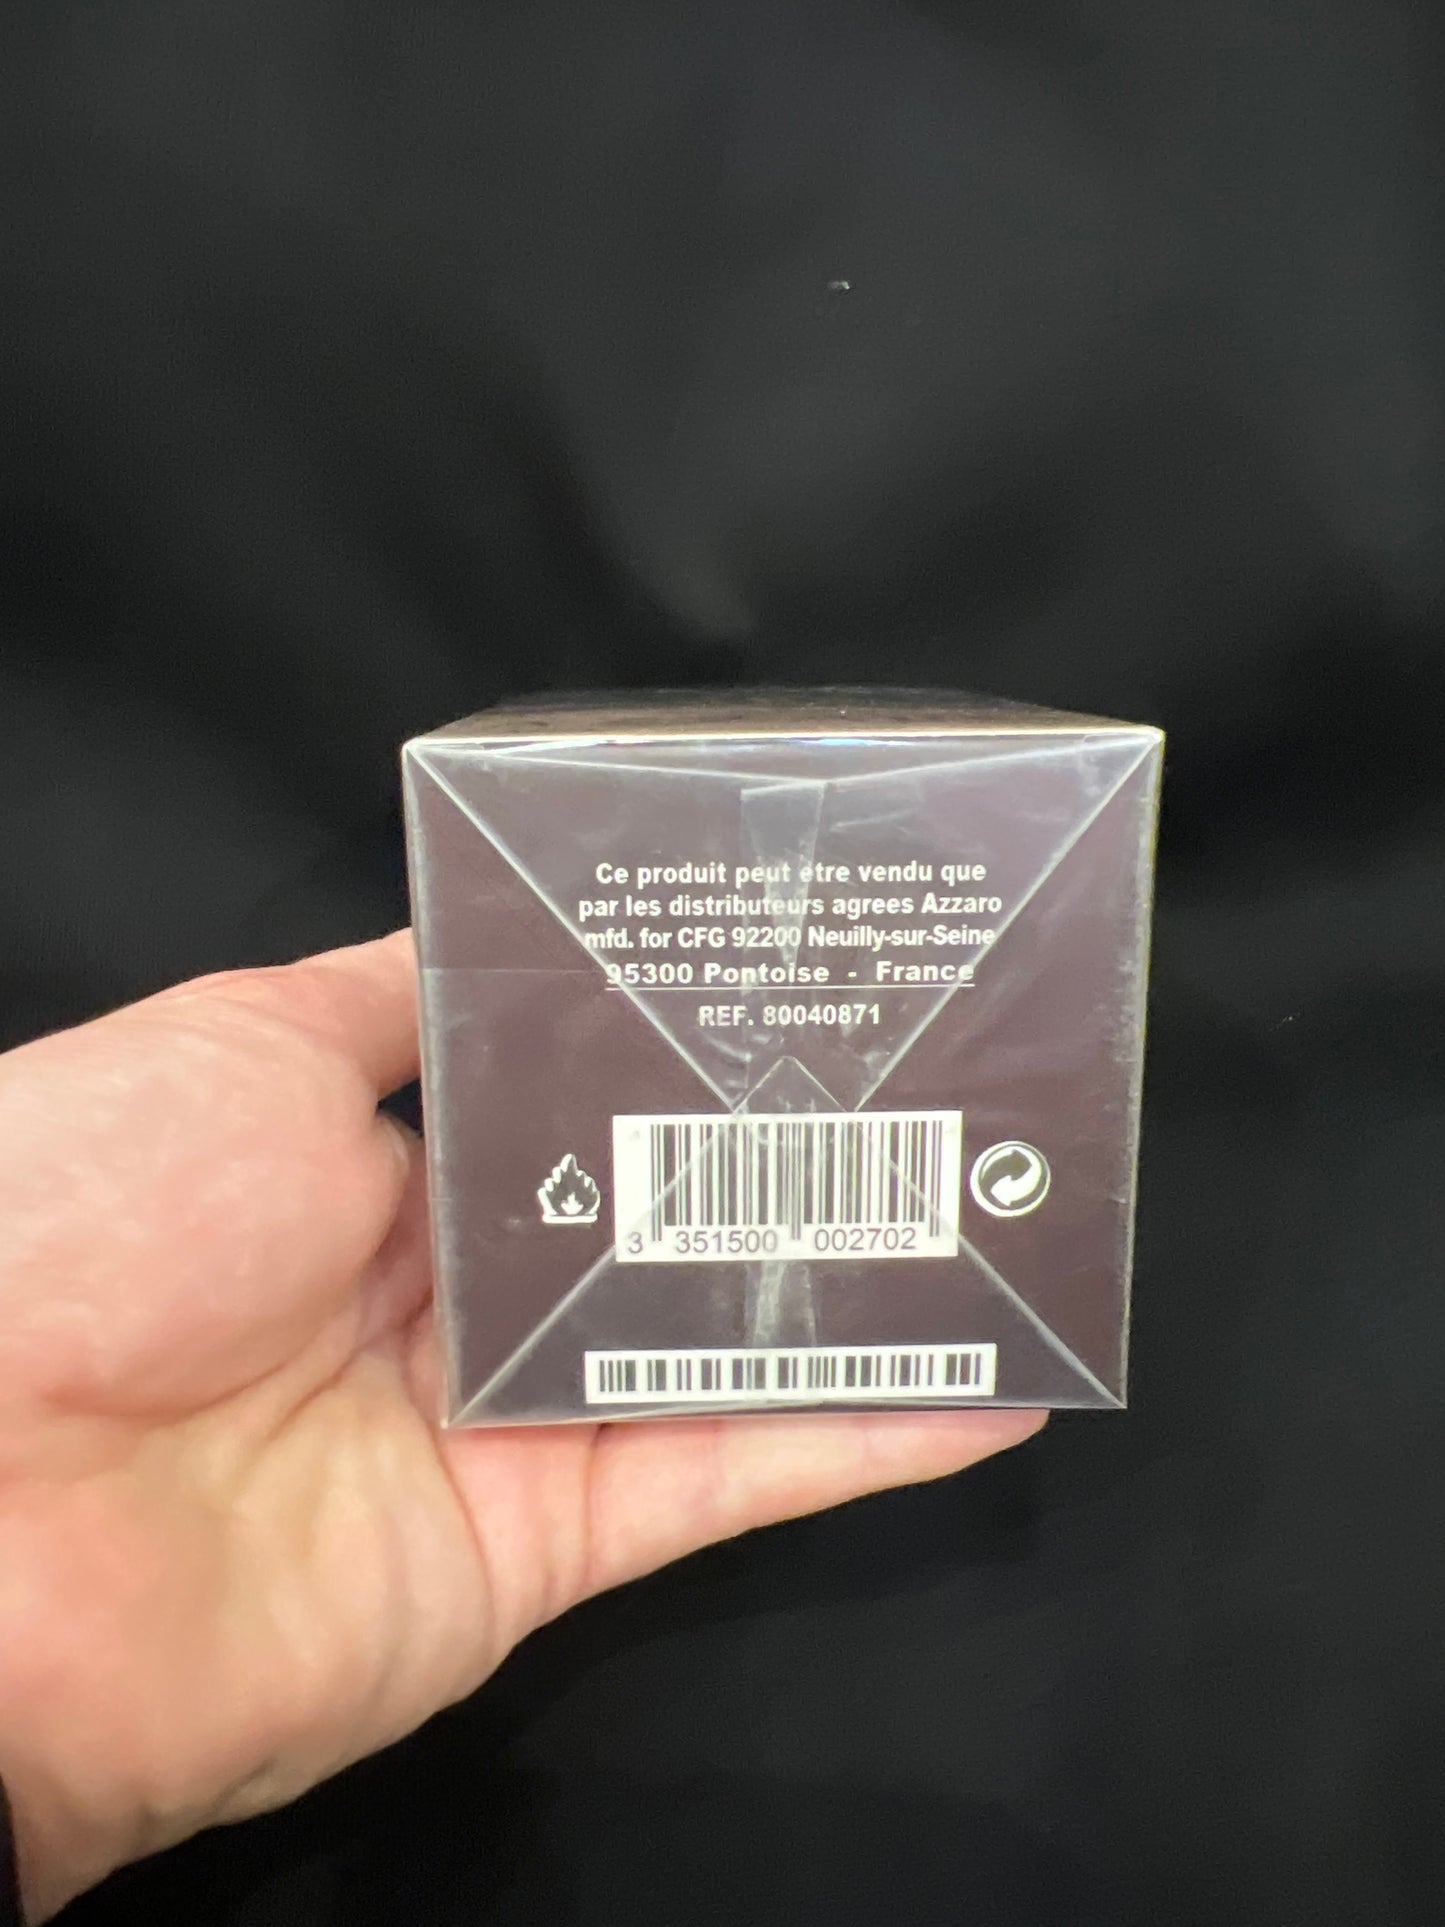 Ce produit peut etre vendu que
par les distributeurs agrees Azzaro
mfd. for CFG 92200 Neuilly-sur-Seine
95300 Pontoise - France
REF. 80040871
3 351500 002702